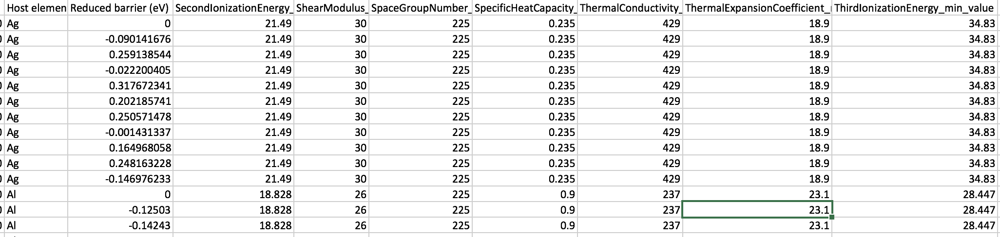 Host elemen Reduced barrier (eV) SecondIonizationEnergy_ ShearModulus_ SpaceGroupNumber_ SpecificHeatCapacity_ ThermalConductivity_ ThermalExpansionCoefficient_ ThirdIonizationEnergy_min_value
Ag 0 21.49 30 225 0.235 429 18.9 34.83
Ag -0.090141676 21.49 30 225 0.235 429 18.9 34.83
Ag 0.259138544 21.49 30 225 0.235 429 18.9 34.83
Ag -0.022200405 21.49 30 225 0.235 429 18.9 34.83
Ag 0.317672341 21.49 30 225 0.235 429 18.9 34.83
Ag 0.202185741 21.49 30 225 0.235 429 18.9 34.83
Ag 0.250571478 21.49 30 225 0.235 429 18.9 34.83
Ag -0.001431337 21.49 30 225 0.235 429 18.9 34.83
Ag 0.164968058 21.49 30 225 0.235 429 18.9 34.83
Ag 0.248163228 21.49 30 225 0.235 429 18.9 34.83
Ag -0.146976233 21.49 30 225 0.235 429 18.9 34.83
Al 0 18.828 26 225 0.9 237 23.1 28.447
Al -0.12503 18.828 26 225 0.9 237 23.1 28.447
Al -0.14243 18.828 26 225 0.9 237 23.1 28.447